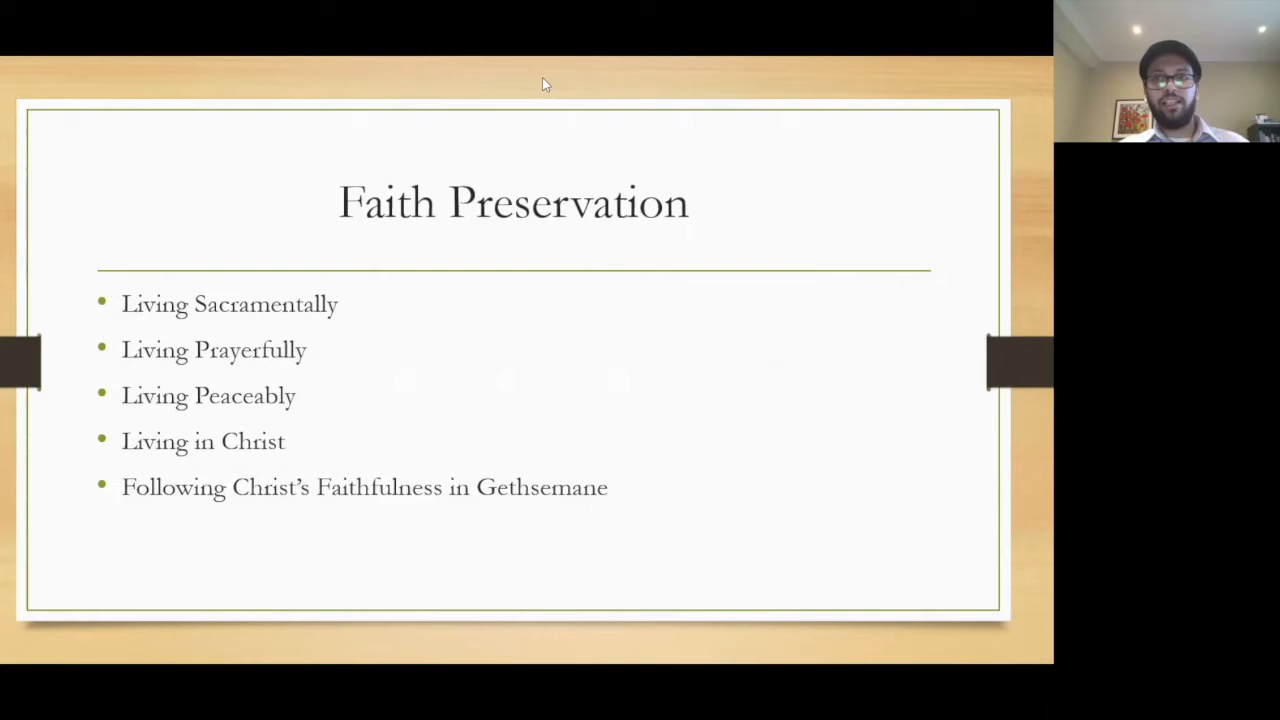 Faith Preservation
• Living Sacramentally
• Living Prayerfully
• Living Peaceably
• Living in Christ
• Following Christ’s Faithfulness in Gethsemane